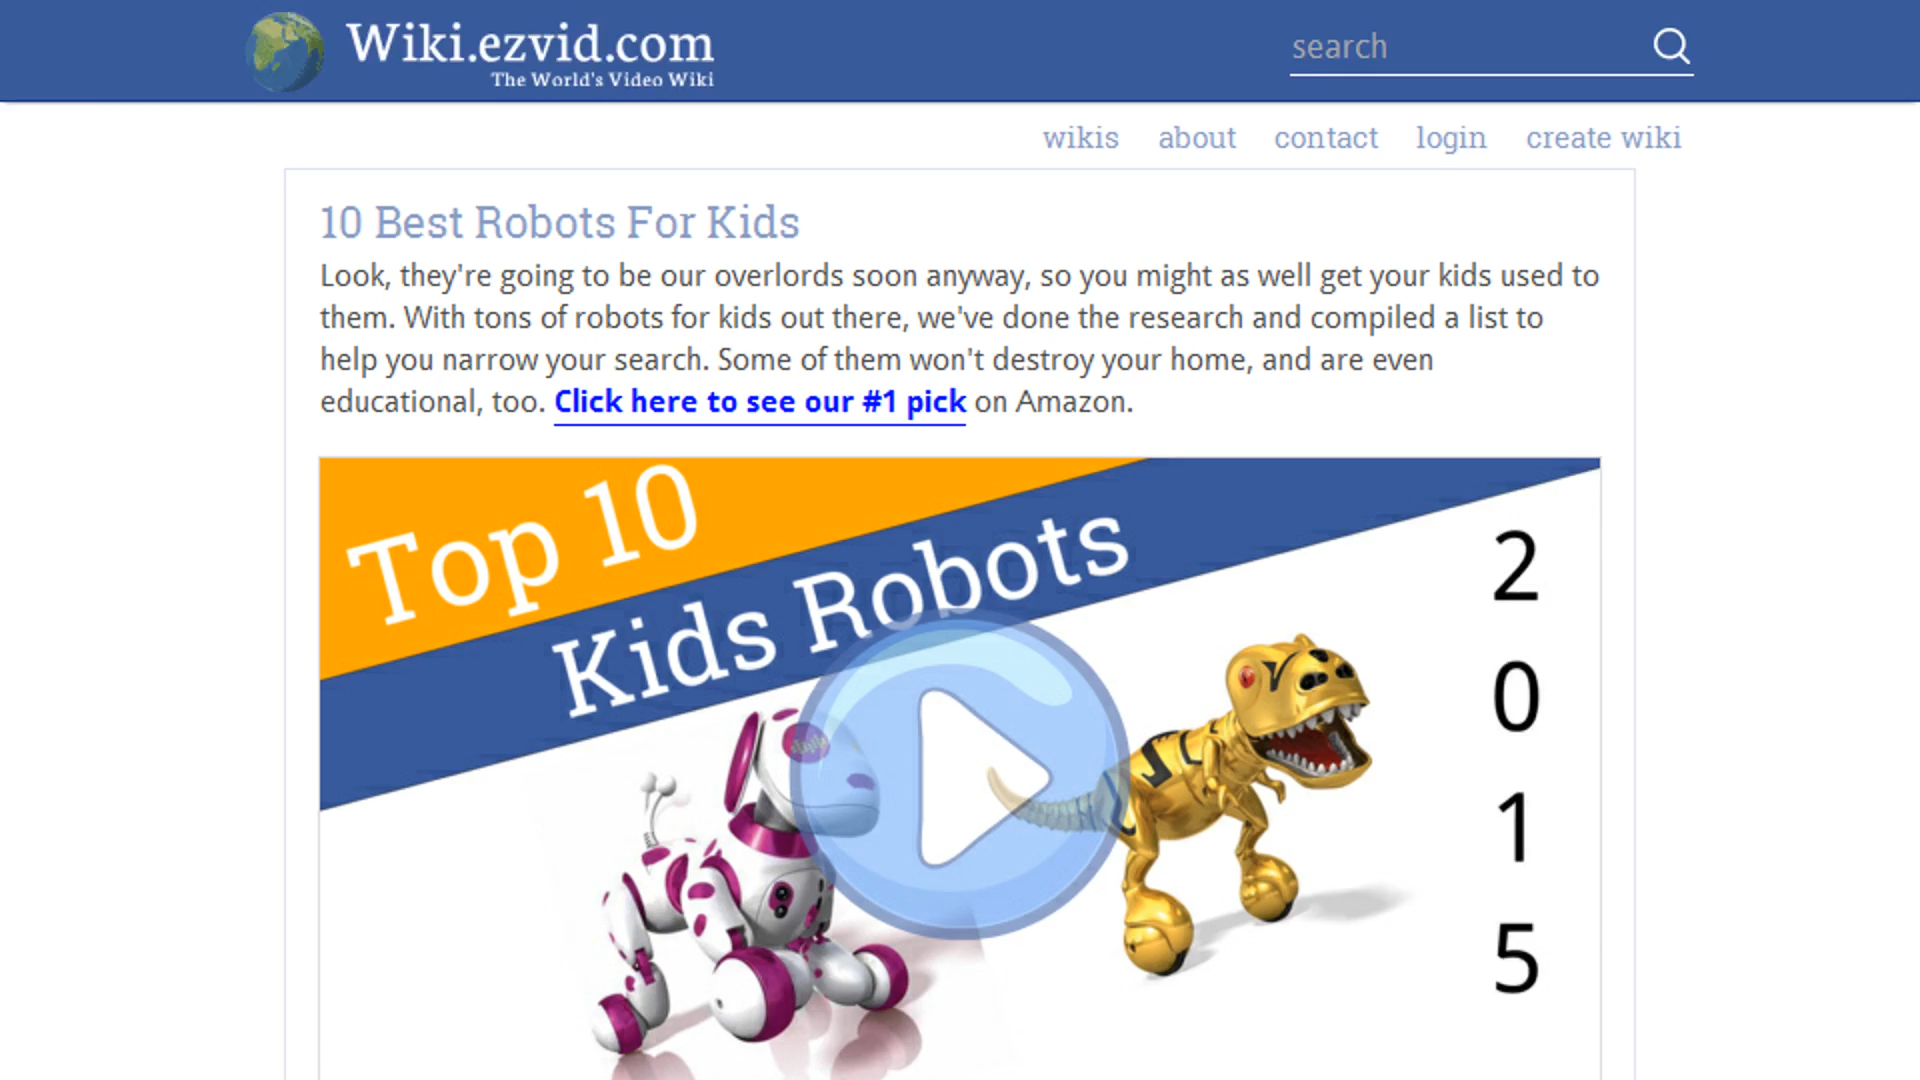 Wiki.ezvid.com
The World's Video Wiki
search
wikis about contact login create wiki
10 Best Robots For Kids
Look, they're going to be our overlords soon anyway, so you might as well get your kids used to
them. With tons of robots for kids out there, we've done the research and compiled a list to
help you narrow your search. Some of them won't destroy your home, and are even
educational, too. Click here to see our #1 pick on Amazon.
Top 10
Kids Robots
2
0
1
5